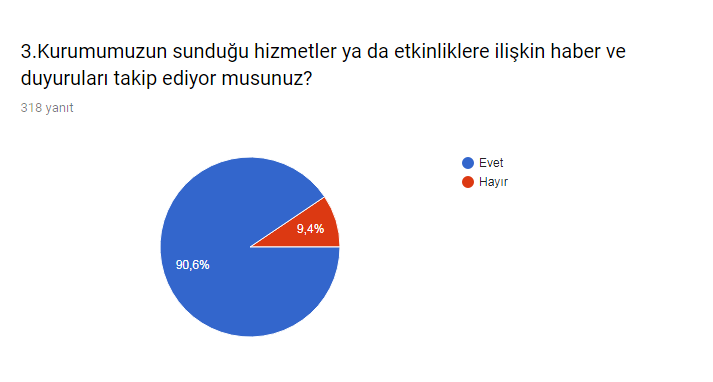 3.Kurumumuzun sunduğu hizmetler ya da etkinliklere ilişkin haber ve
duyuruları takip ediyor musunuz?
318 yanıt
Evet
Hayır
9,4%
90,6%